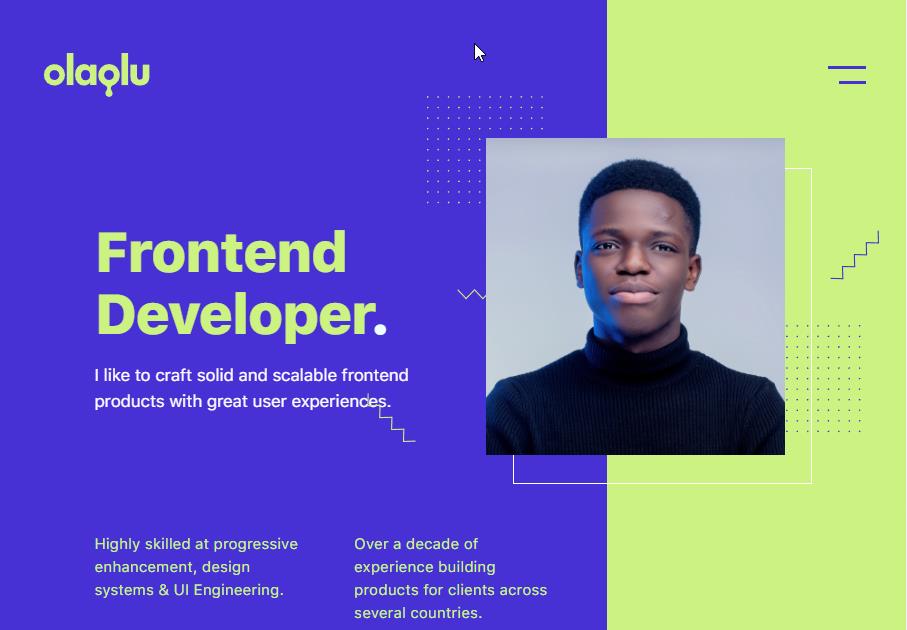 olaolu
Frontend
Developer.
I like to craft solid and scalable frontend
products with great user experiences.
Highly skilled at progressive
enhancement, design
systems & UI Engineering.
Over a decade of
experience building
products for clients across
several countries.